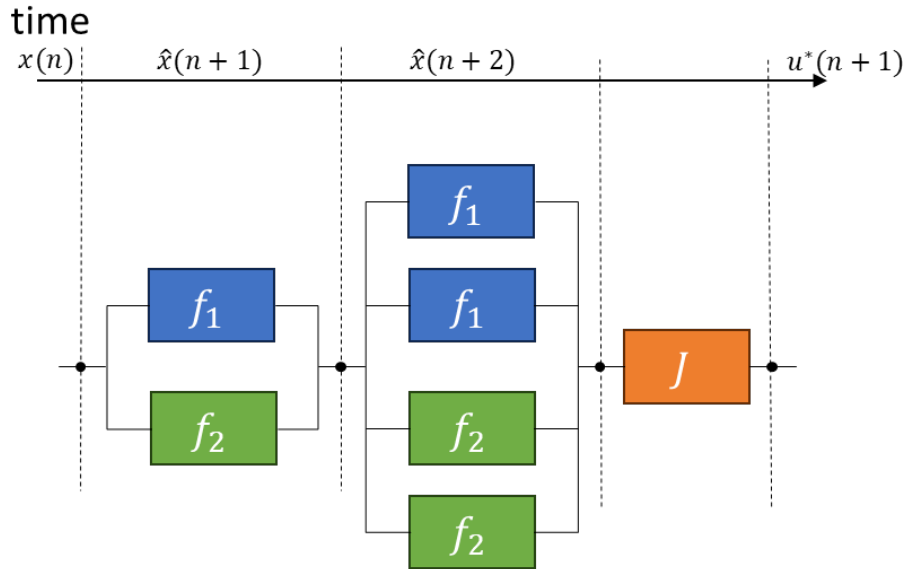 time
x(n) x̂(n + 1) x̂(n + 2) u*(n + 1)
f₁
f₁
f₁
J
f₂
f₂
f₂